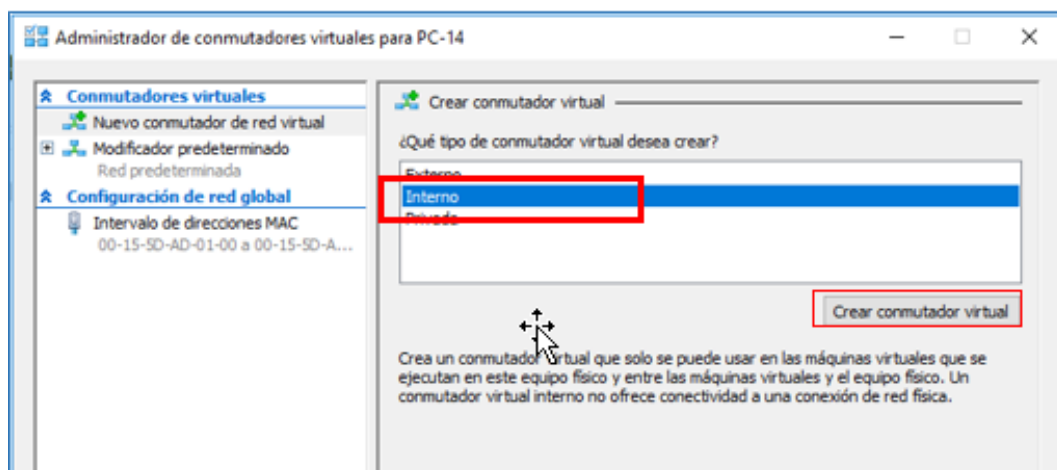 Administrador de conmutadores virtuales para PC-14
Conmutadores virtuales
Nuevo conmutador de red virtual
Modificador predeterminado
Red predeterminada
Configuración de red global
Intervalo de direcciones MAC
00-15-5D-AD-01-00 a 00-15-5D-A...
Crear conmutador virtual
¿Qué tipo de conmutador virtual desea crear?
Externo
Interno
Privado
Crear conmutador virtual
Crea un conmutador virtual que solo se puede usar en las máquinas virtuales que se
ejecutan en este equipo físico y entre las máquinas virtuales y el equipo físico. Un
conmutador virtual interno no ofrece conectividad a una conexión de red física.